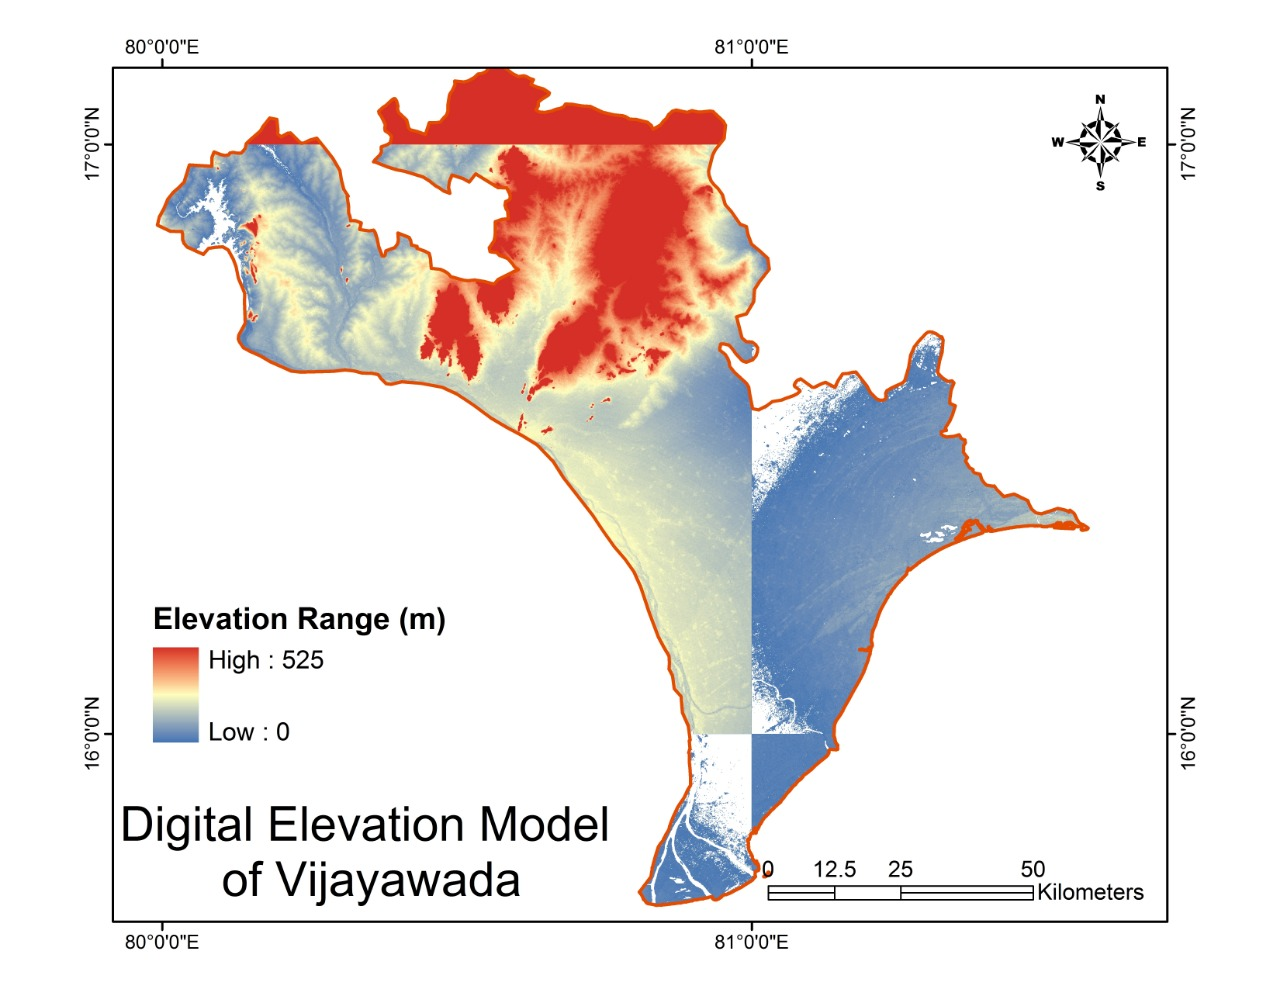 80°0'0"E
81°0'0"E
17°0'0"N
17°0'0"N
N
W
E
S
Elevation Range (m)
High : 525
Low : 0
16°0'0"N
16°0'0"N
Digital Elevation Model
of Vijayawada
0 12.5 25 50
Kilometers
80°0'0"E
81°0'0"E